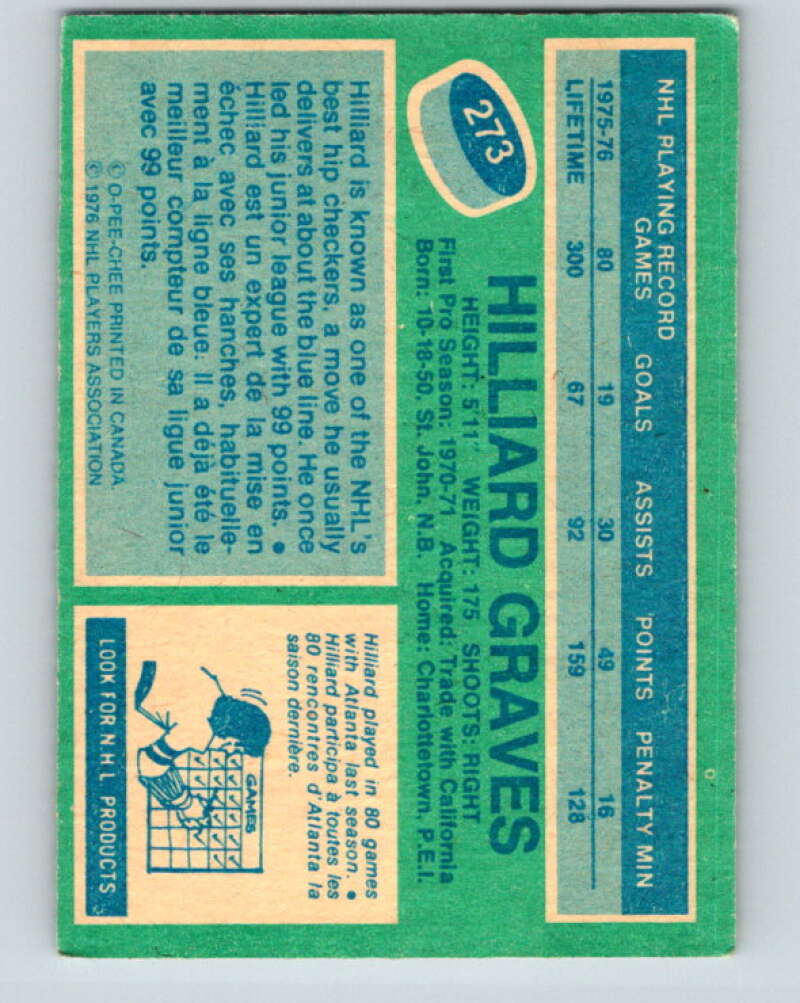 NHL PLAYING RECORD
GAMES GOALS ASSISTS POINTS PENALTY MIN
1975-76 80 19 30 49 16
LIFETIME 300 67 92 159 128
273
HILLIARD GRAVES
HEIGHT: 5'11" WEIGHT: 175 SHOOTS: RIGHT
First Pro Season: 1970-71 Acquired: Trade with California
Born: 10-18-50, St. John, N.B. Home: Charlottetown, P.E.I.
Hilliard is known as one of the NHL's
best hip checkers, a move he usually
delivers at about the blue line. He once
led his junior league with 99 points. •
Hilliard est un expert de la mise en
échec avec ses hanches, habituelle-
ment à la ligne bleue. Il a déjà été le
meilleur compteur de sa ligue junior
avec 99 points.
© O-PEE-CHEE PRINTED IN CANADA.
© 1976 NHL PLAYERS ASSOCIATION
Hilliard played in 80 games
with Atlanta last season. •
Hilliard participa à toutes les
80 rencontres d'Atlanta la
saison dernière.
GAMES
LOOK FOR N.H.L. PRODUCTS